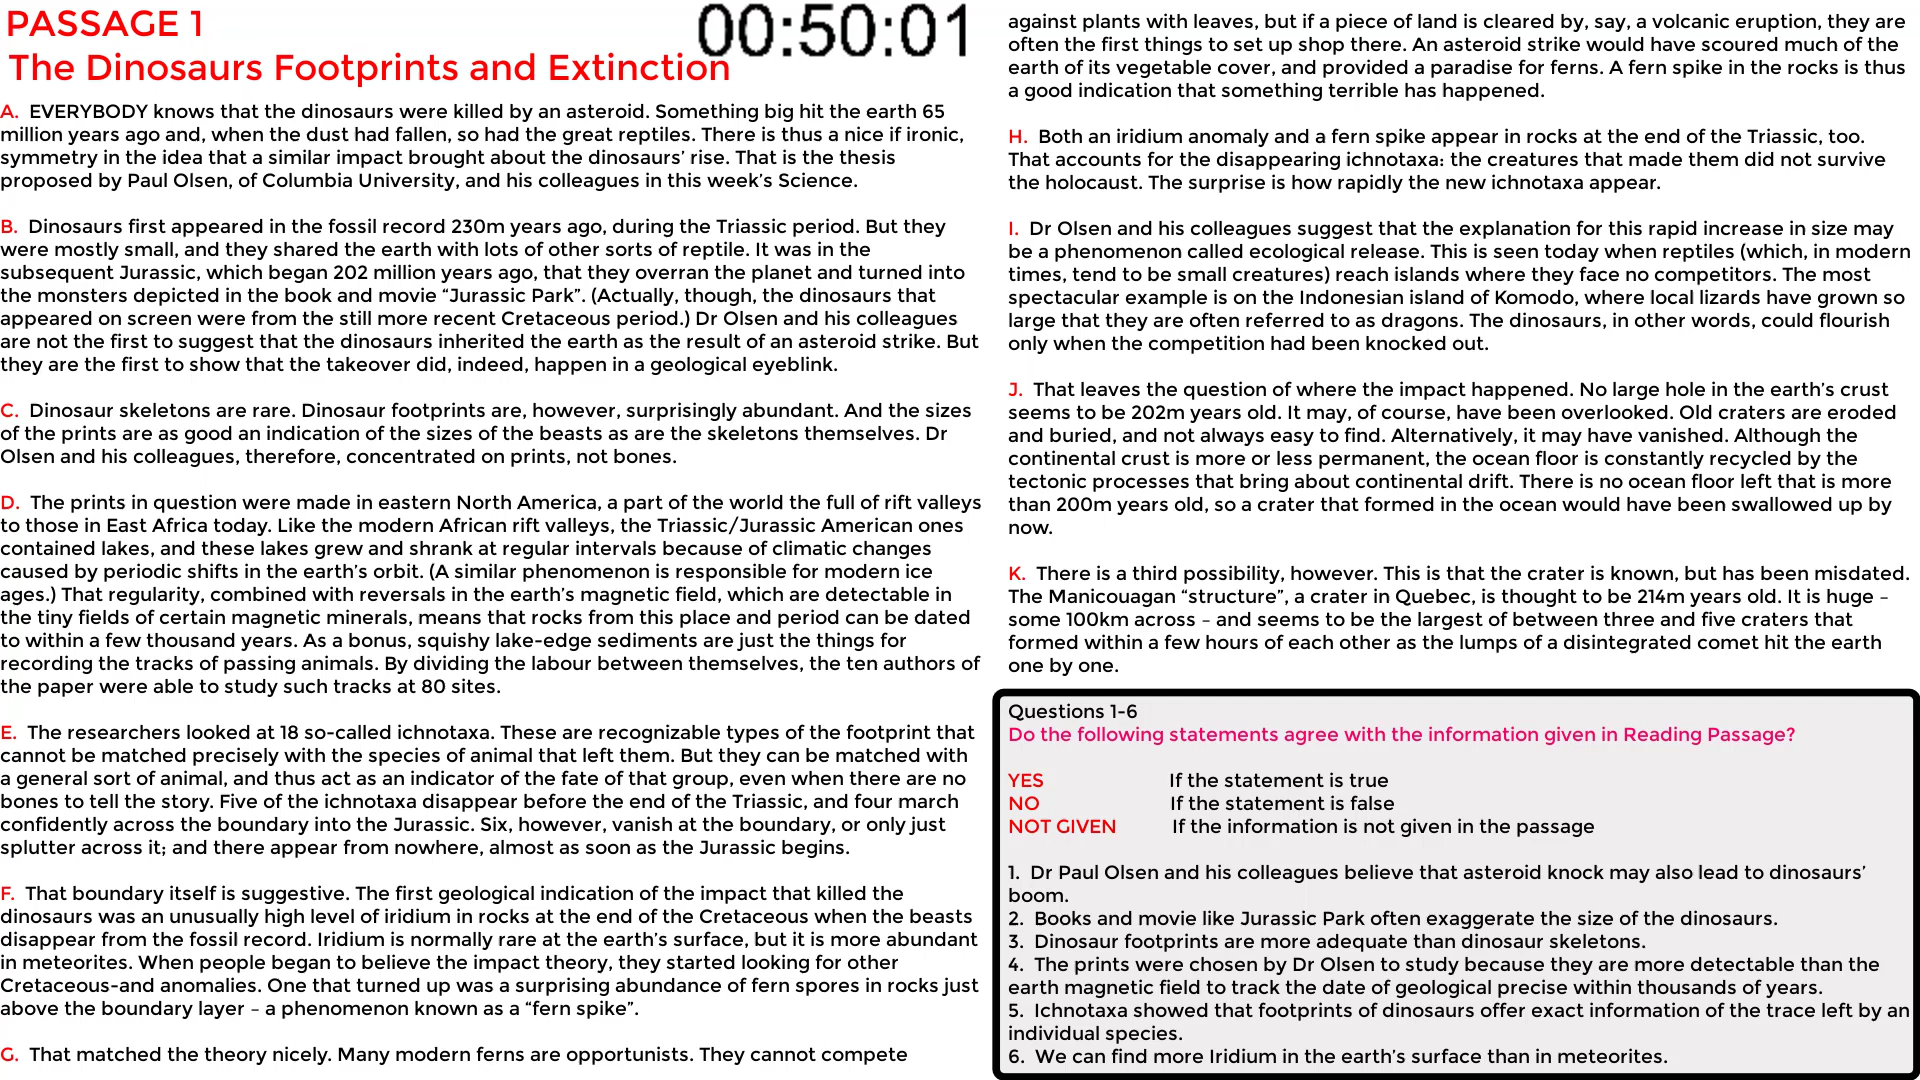 PASSAGE 1
00:50:01
The Dinosaurs Footprints and Extinction
A. EVERYBODY knows that the dinosaurs were killed by an asteroid. Something big hit the earth 65
million years ago and, when the dust had fallen, so had the great reptiles. There is thus a nice if ironic,
symmetry in the idea that a similar impact brought about the dinosaurs’ rise. That is the thesis
proposed by Paul Olsen, of Columbia University, and his colleagues in this week’s Science.
B. Dinosaurs first appeared in the fossil record 230m years ago, during the Triassic period. But they
were mostly small, and they shared the earth with lots of other sorts of reptile. It was in the
subsequent Jurassic, which began 202 million years ago, that they overran the planet and turned into
the monsters depicted in the book and movie “Jurassic Park”. (Actually, though, the dinosaurs that
appeared on screen were from the still more recent Cretaceous period.) Dr Olsen and his colleagues
are not the first to suggest that the dinosaurs inherited the earth as the result of an asteroid strike. But
they are the first to show that the takeover did, indeed, happen in a geological eyeblink.
C. Dinosaur skeletons are rare. Dinosaur footprints are, however, surprisingly abundant. And the sizes
of the prints are as good an indication of the sizes of the beasts as are the skeletons themselves. Dr
Olsen and his colleagues, therefore, concentrated on prints, not bones.
D. The prints in question were made in eastern North America, a part of the world the full of rift valleys
to those in East Africa today. Like the modern African rift valleys, the Triassic/Jurassic American ones
contained lakes, and these lakes grew and shrank at regular intervals because of climatic changes
caused by periodic shifts in the earth’s orbit. (A similar phenomenon is responsible for modern ice
ages.) That regularity, combined with reversals in the earth’s magnetic field, which are detectable in
the tiny fields of certain magnetic minerals, means that rocks from this place and period can be dated
to within a few thousand years. As a bonus, squishy lake-edge sediments are just the things for
recording the tracks of passing animals. By dividing the labour between themselves, the ten authors of
the paper were able to study such tracks at 80 sites.
E. The researchers looked at 18 so-called ichnotaxa. These are recognizable types of the footprint that
cannot be matched precisely with the species of animal that left them. But they can be matched with
a general sort of animal, and thus act as an indicator of the fate of that group, even when there are no
bones to tell the story. Five of the ichnotaxa disappear before the end of the Triassic, and four march
confidently across the boundary into the Jurassic. Six, however, vanish at the boundary, or only just
splutter across it; and there appear from nowhere, almost as soon as the Jurassic begins.
F. That boundary itself is suggestive. The first geological indication of the impact that killed the
dinosaurs was an unusually high level of iridium in rocks at the end of the Cretaceous when the beasts
disappear from the fossil record. Iridium is normally rare at the earth’s surface, but it is more abundant
in meteorites. When people began to believe the impact theory, they started looking for other
Cretaceous-and anomalies. One that turned up was a surprising abundance of fern spores in rocks just
above the boundary layer – a phenomenon known as a “fern spike”.
G. That matched the theory nicely. Many modern ferns are opportunists. They cannot compete
against plants with leaves, but if a piece of land is cleared by, say, a volcanic eruption, they are
often the first things to set up shop there. An asteroid strike would have scoured much of the
earth of its vegetable cover, and provided a paradise for ferns. A fern spike in the rocks is thus
a good indication that something terrible has happened.
H. Both an iridium anomaly and a fern spike appear in rocks at the end of the Triassic, too.
That accounts for the disappearing ichnotaxa: the creatures that made them did not survive
the holocaust. The surprise is how rapidly the new ichnotaxa appear.
I. Dr Olsen and his colleagues suggest that the explanation for this rapid increase in size may
be a phenomenon called ecological release. This is seen today when reptiles (which, in modern
times, tend to be small creatures) reach islands where they face no competitors. The most
spectacular example is on the Indonesian island of Komodo, where local lizards have grown so
large that they are often referred to as dragons. The dinosaurs, in other words, could flourish
only when the competition had been knocked out.
J. That leaves the question of where the impact happened. No large hole in the earth’s crust
seems to be 202m years old. It may, of course, have been overlooked. Old craters are eroded
and buried, and not always easy to find. Alternatively, it may have vanished. Although the
continental crust is more or less permanent, the ocean floor is constantly recycled by the
tectonic processes that bring about continental drift. There is no ocean floor left that is more
than 200m years old, so a crater that formed in the ocean would have been swallowed up by
now.
K. There is a third possibility, however. This is that the crater is known, but has been misdated.
The Manicouagan “structure”, a crater in Quebec, is thought to be 214m years old. It is huge –
some 100km across – and seems to be the largest of between three and five craters that
formed within a few hours of each other as the lumps of a disintegrated comet hit the earth
one by one.
Questions 1-6
Do the following statements agree with the information given in Reading Passage?
YES If the statement is true
NO If the statement is false
NOT GIVEN If the information is not given in the passage
1. Dr Paul Olsen and his colleagues believe that asteroid knock may also lead to dinosaurs’
boom.
2. Books and movie like Jurassic Park often exaggerate the size of the dinosaurs.
3. Dinosaur footprints are more adequate than dinosaur skeletons.
4. The prints were chosen by Dr Olsen to study because they are more detectable than the
earth magnetic field to track the date of geological precise within thousands of years.
5. Ichnotaxa showed that footprints of dinosaurs offer exact information of the trace left by an
individual species.
6. We can find more Iridium in the earth’s surface than in meteorites.